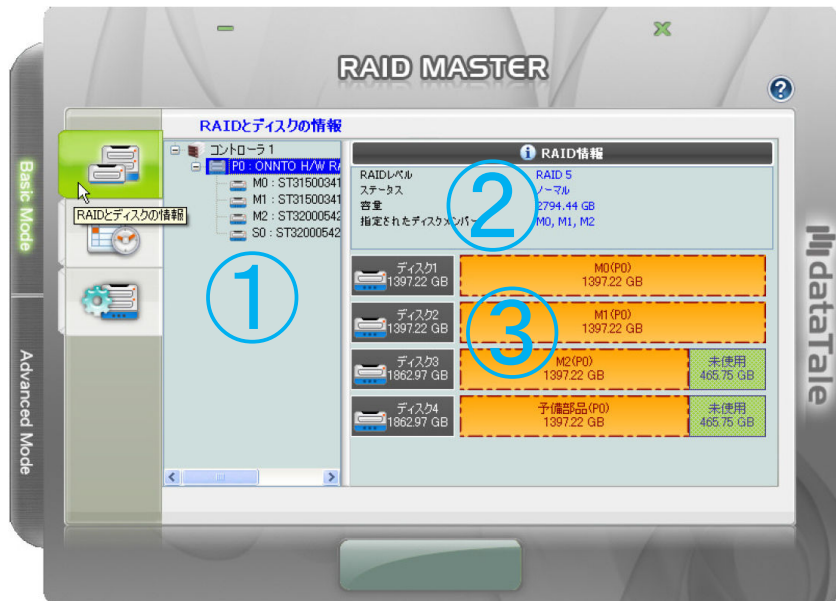 RAID MASTER
Basic Mode
Advanced Mode
RAIDとディスクの情報
コントローラ 1
P0 : ONNTO H/W RA
M0 : ST31500341
M1 : ST31500341
M2 : ST32000542
S0 : ST32000542
RAIDとディスクの情報
①
RAID情報
RAIDレベル RAID 5
ステータス ノーマル
容量 2794.44 GB
指定されたディスクメンバー M0, M1, M2
②
ディスク1
1397.22 GB
M0(P0)
1397.22 GB
ディスク2
1397.22 GB
M1(P0)
1397.22 GB
③
ディスク3
1862.97 GB
M2(P0)
1397.22 GB
未使用
465.75 GB
ディスク4
1862.97 GB
予備部品(P0)
1397.22 GB
未使用
465.75 GB
dataTale